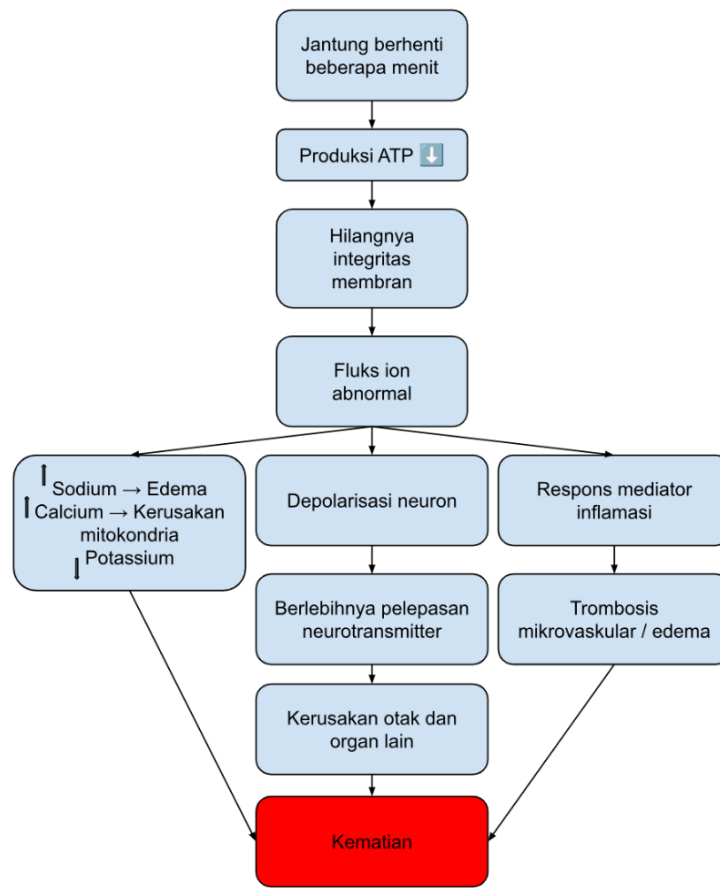 Jantung berhenti
beberapa menit
Produksi ATP ⬇️
Hilangnya
integritas
membran
Fluks ion
abnormal
↑ Sodium → Edema
↑ Calcium → Kerusakan
mitokondria
↓ Potassium
Depolarisasi neuron
Respons mediator
inflamasi
Berlebihnya pelepasan
neurotransmitter
Trombosis
mikrovaskular / edema
Kerusakan otak dan
organ lain
Kematian